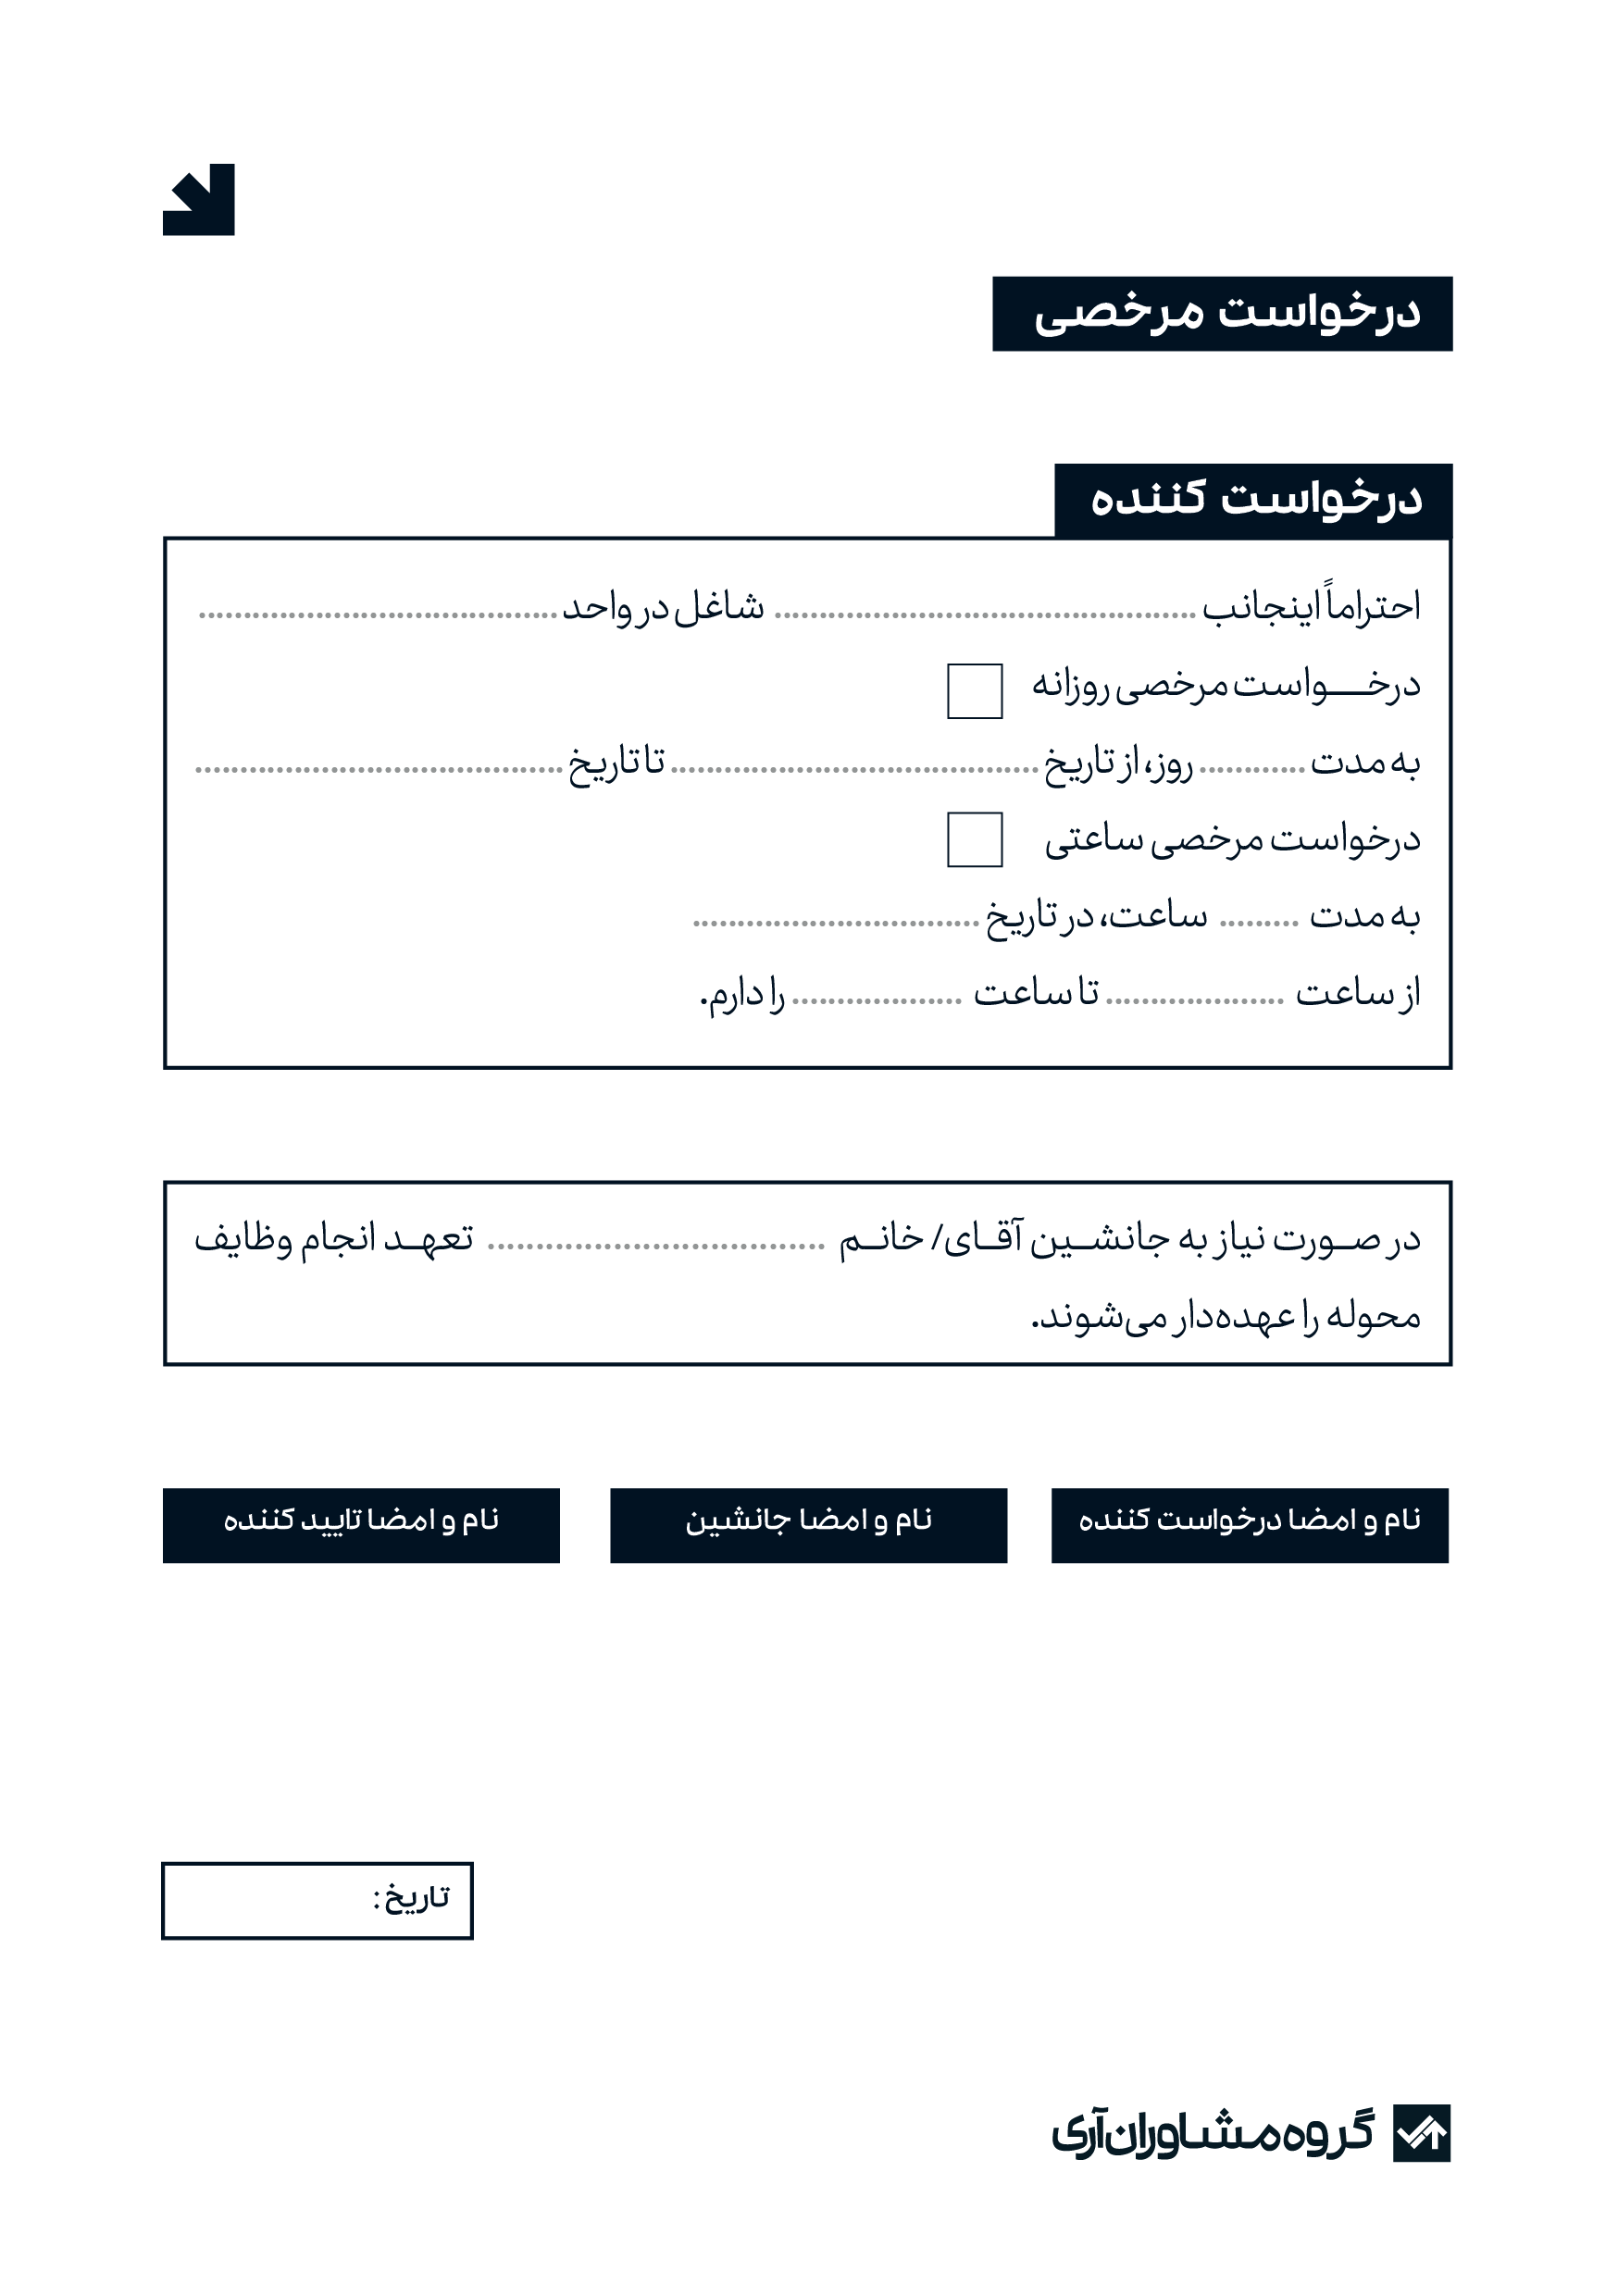 درخواست مرخصی
درخواست کننده
احتراماً اینجانب ............................................... شاغل در واحد ........................................
درخـــواست مرخصی روزانه
به مدت ............ روز، از تاریخ ......................................... تا تاریخ .........................................
درخواست مرخصی ساعتی
به مدت ......... ساعت، در تاریخ ................................
از ساعت .................... تا ساعت ................... را دارم.
در صـورت نیاز به جانشـین آقـای/ خانـم ............................. تعهـد انجام وظایف
محوله را عهده‌دار می‌شوند.
نام و امضا درخواست کننده
نام و امضا جانشین
نام و امضا تایید کننده
تاریخ:
گروه مشاوران آری